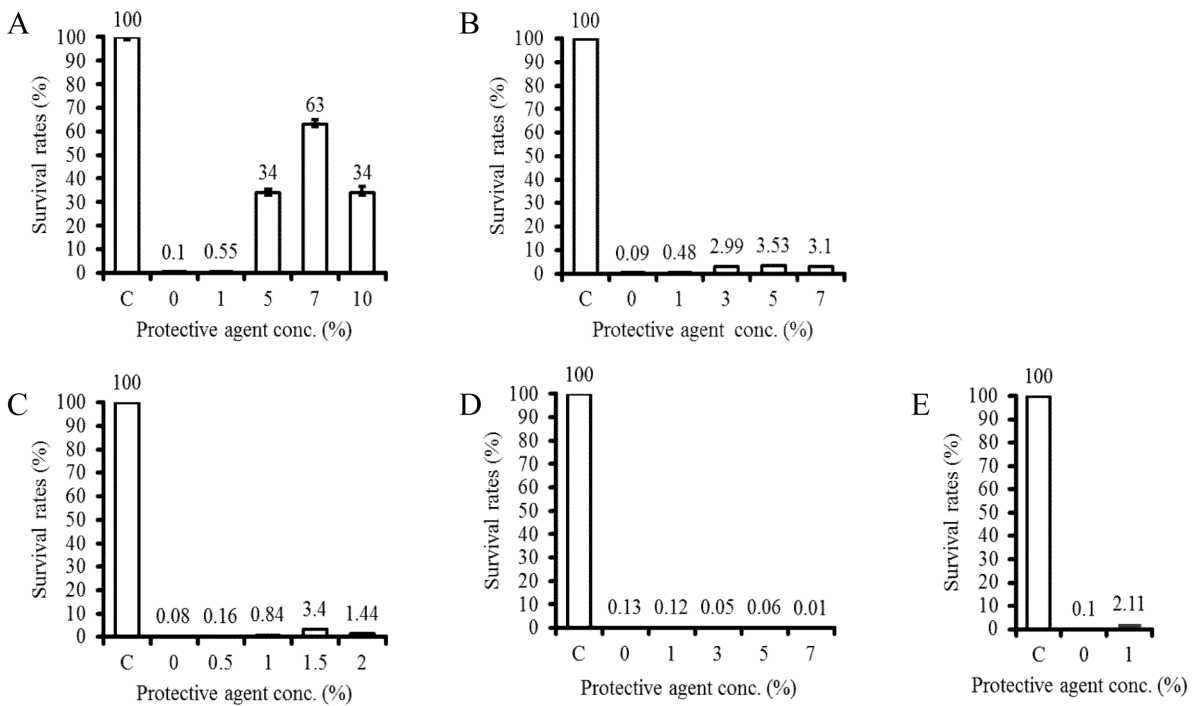 A
100
Survival rates (%)
100
90
80
70
60
50
40
30
20
10
0
0.1
0.55
34
63
34
C 0 1 5 7 10
Protective agent conc. (%)
B
100
Survival rates (%)
100
90
80
70
60
50
40
30
20
10
0
0.09 0.48 2.99 3.53 3.1
C 0 1 3 5 7
Protective agent conc. (%)
C
100
Survival rates (%)
100
90
80
70
60
50
40
30
20
10
0
0.08 0.16 0.84 3.4 1.44
C 0 0.5 1 1.5 2
Protective agent conc. (%)
D
100
Survival rates (%)
100
90
80
70
60
50
40
30
20
10
0
0.13 0.12 0.05 0.06 0.01
C 0 1 3 5 7
Protective agent conc. (%)
E
100
Survival rates (%)
100
90
80
70
60
50
40
30
20
10
0
0.1 2.11
C 0 1
Protective agent conc. (%)